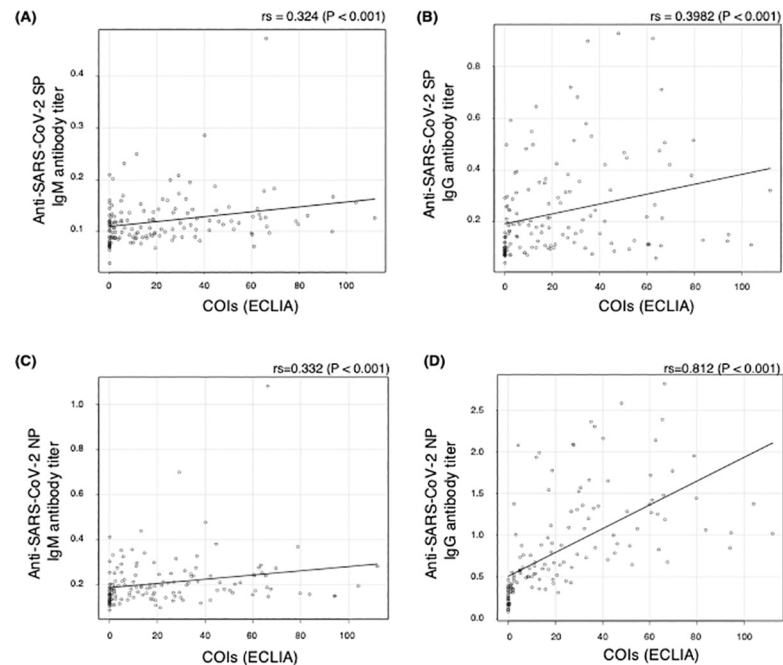 (A)
rs = 0.324 (P < 0.001)
Anti-SARS-CoV-2 SP
IgM antibody titer
0.4
0.3
0.2
0.1
0
20
40
60
80
100
COIs (ECLIA)
(B)
rs = 0.3982 (P < 0.001)
Anti-SARS-CoV-2 SP
IgG antibody titer
0.8
0.6
0.4
0.2
0
20
40
60
80
100
COIs (ECLIA)
(C)
rs=0.332 (P < 0.001)
Anti-SARS-CoV-2 NP
IgM antibody titer
1.0
0.8
0.6
0.4
0.2
0
20
40
60
80
100
COIs (ECLIA)
(D)
rs=0.812 (P < 0.001)
Anti-SARS-CoV-2 NP
IgG antibody titer
2.5
2.0
1.5
1.0
0.5
0.0
0
20
40
60
80
100
COIs (ECLIA)